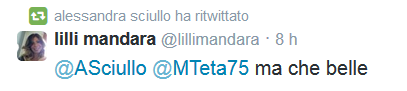 alessandra sciullo ha ritwittato
lilli mandara @lillimandara · 8 h
@ASciullo @MTeta75 ma che belle